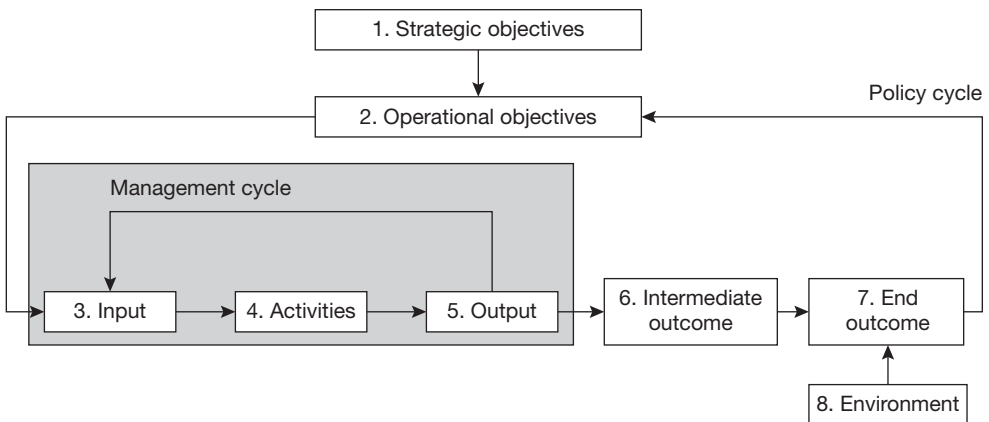 1. Strategic objectives
Policy cycle
2. Operational objectives
Management cycle
3. Input
4. Activities
5. Output
6. Intermediate
outcome
7. End
outcome
8. Environment